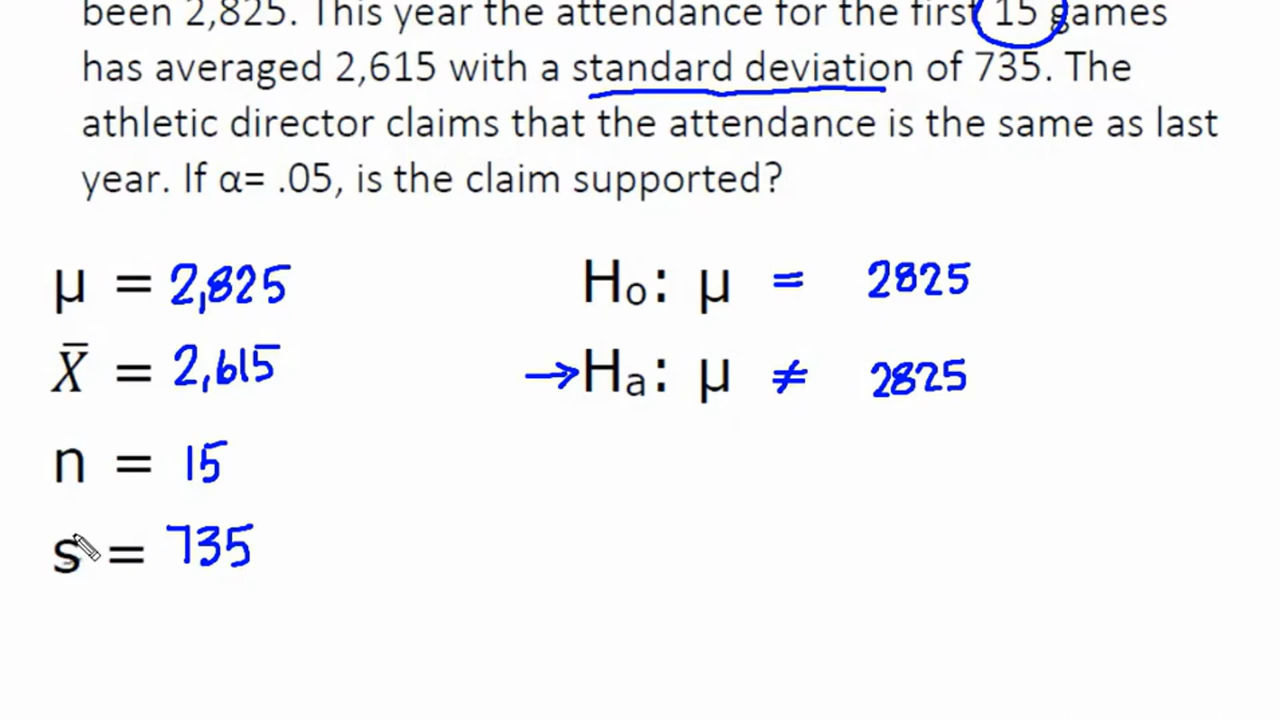 been 2,825. This year the attendance for the first 15 games
has averaged 2,615 with a standard deviation of 735. The
athletic director claims that the attendance is the same as last
year. If α= .05, is the claim supported?
μ = 2,825
H₀: μ = 2825
X̄ = 2,615
→Hₐ: μ ≠ 2825
n = 15
s = 735